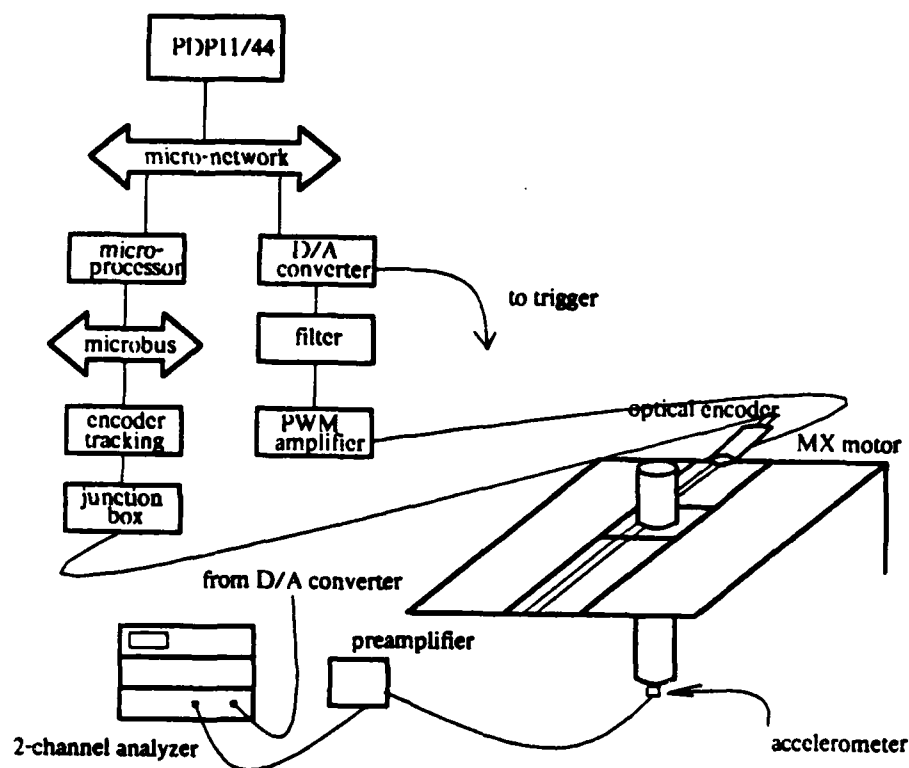 PDP11/44
micro-network
micro-
processor
D/A
converter
to trigger
microbus
filter
optical encoder
encoder
tracking
PWM
amplifier
MX motor
junction
box
from D/A converter
preamplifier
2-channel analyzer
accelerometer